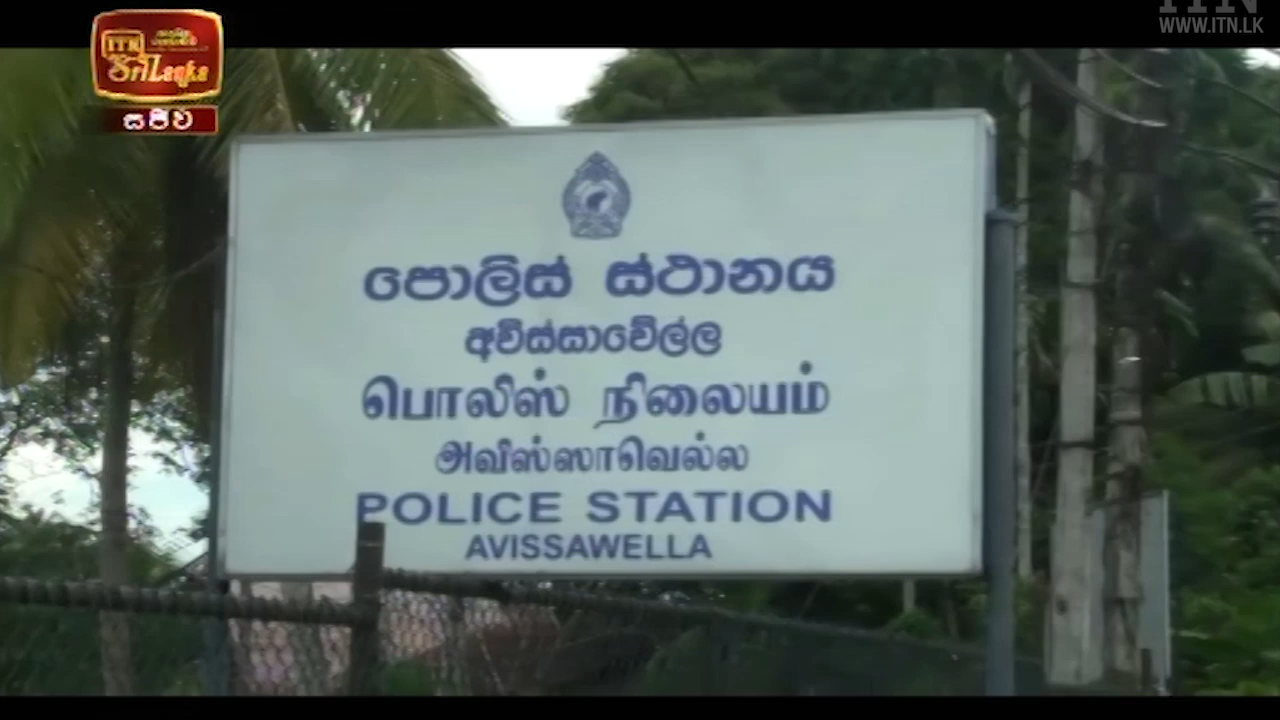 ITN
WWW.ITN.LK
ITN
Sri Lanka
සජීව
පොලිස් ස්ථානය
අවිස්සාවේල්ල
பொலிஸ் நிலையம்
அவிஸ்ஸாவெல்ல
POLICE STATION
AVISSAWELLA